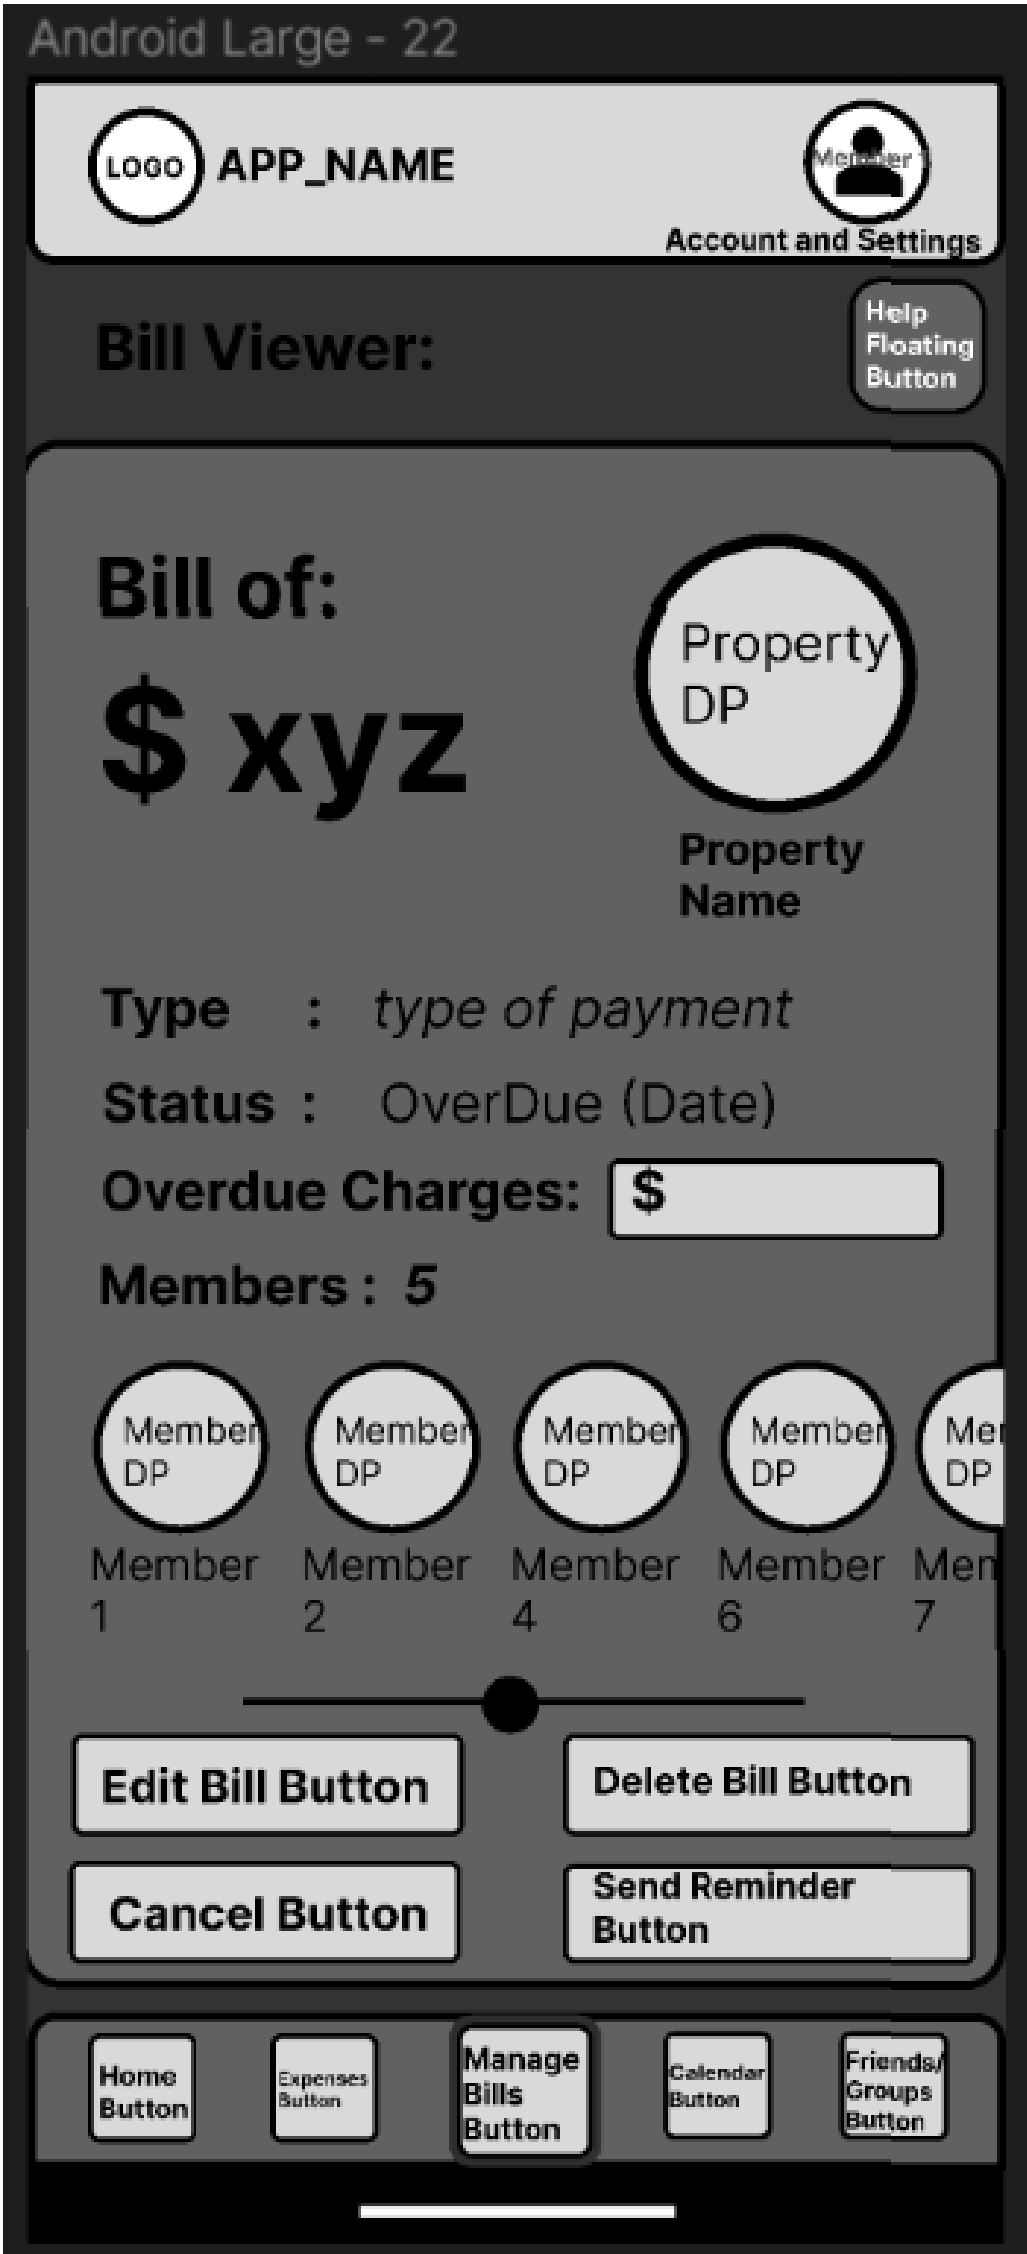 Android Large - 22
LOGO APP_NAME
Member
Account and Settings
Bill Viewer:
Help
Floating
Button
Bill of:
$ xyz
Property
DP
Property
Name
Type : type of payment
Status : OverDue (Date)
Overdue Charges: $
Members : 5
Member Member Member Member Mer
DP DP DP DP DP
Member Member Member Member Men
1 2 4 6 7
Edit Bill Button
Delete Bill Button
Cancel Button
Send Reminder
Button
Home
Button
Expenses
Button
Manage
Bills
Button
Calendar
Button
Friends/
Groups
Button